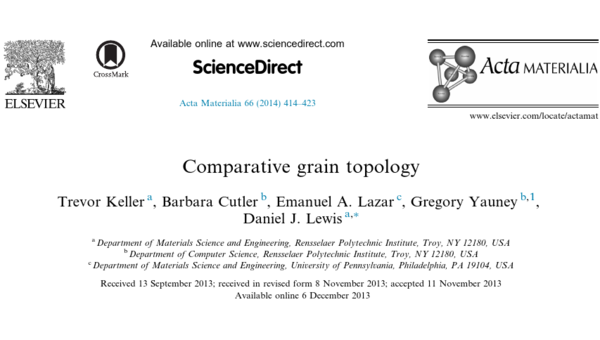 Available online at www.sciencedirect.com
CrossMark
ScienceDirect
ELSEVIER
Acta MATERIALIA
Acta Materialia 66 (2014) 414–423
www.elsevier.com/locate/actamat
Comparative grain topology
Trevor Keller a, Barbara Cutler b, Emanuel A. Lazar c, Gregory Yauney b,1,
Daniel J. Lewis a,*
a Department of Materials Science and Engineering, Rensselaer Polytechnic Institute, Troy, NY 12180, USA
b Department of Computer Science, Rensselaer Polytechnic Institute, Troy, NY 12180, USA
c Department of Materials Science and Engineering, University of Pennsylvania, Philadelphia, PA 19104, USA
Received 13 September 2013; received in revised form 8 November 2013; accepted 11 November 2013
Available online 6 December 2013